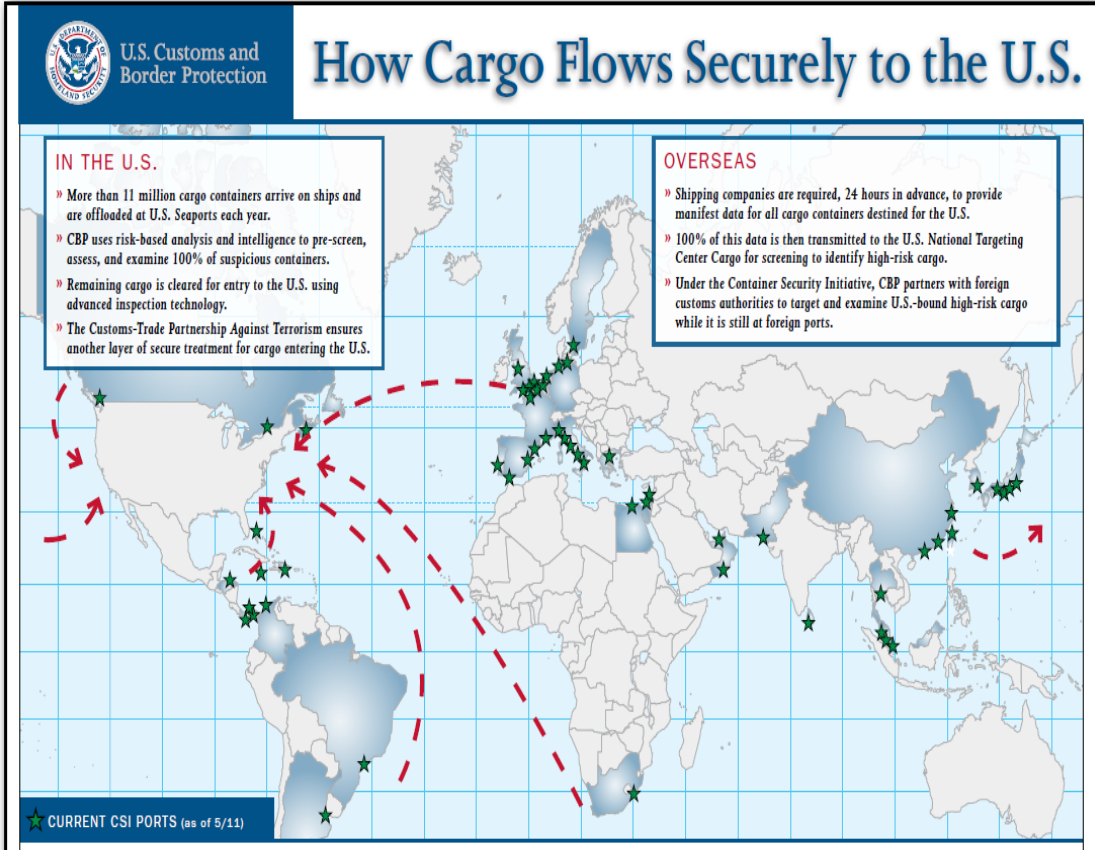 U.S. DEPARTMENT OF
HOMELAND SECURITY
U.S. Customs and
Border Protection
How Cargo Flows Securely to the U.S.
IN THE U.S.
» More than 11 million cargo containers arrive on ships and
are offloaded at U.S. Seaports each year.
» CBP uses risk-based analysis and intelligence to pre-screen,
assess, and examine 100% of suspicious containers.
» Remaining cargo is cleared for entry to the U.S. using
advanced inspection technology.
» The Customs-Trade Partnership Against Terrorism ensures
another layer of secure treatment for cargo entering the U.S.
OVERSEAS
» Shipping companies are required, 24 hours in advance, to provide
manifest data for all cargo containers destined for the U.S.
» 100% of this data is then transmitted to the U.S. National Targeting
Center Cargo for screening to identify high-risk cargo.
» Under the Container Security Initiative, CBP partners with foreign
customs authorities to target and examine U.S.-bound high-risk cargo
while it is still at foreign ports.
CURRENT CSI PORTS (as of 5/11)